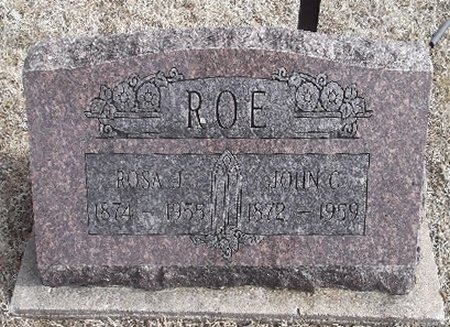 ROE
ROSA J. JOHN C.
1874 – 1955 1872 – 1959